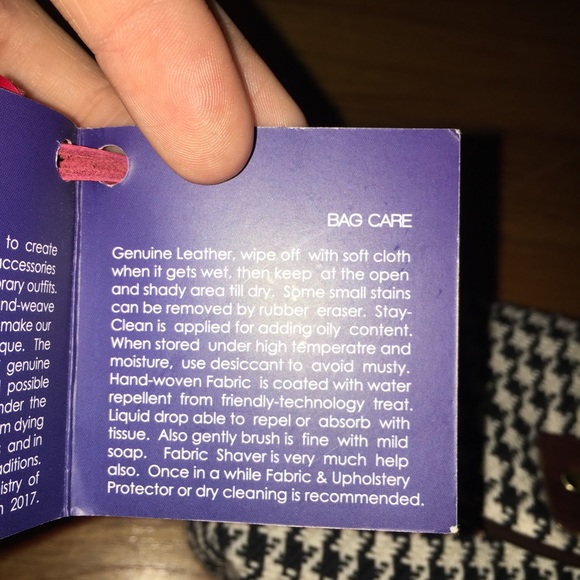 to create
accessories
rary outfits.
nd-weave
make our
que. The
genuine
possible
nder the
m dying
and in
aditions.
istry of
2017.
BAG CARE
Genuine Leather, wipe off with soft cloth
when it gets wet, then keep at the open
and shady area till dry. Some small stains
can be removed by rubber eraser. Stay-
Clean is applied for adding oily content.
When stored under high temperatre and
moisture, use desiccant to avoid musty.
Hand-woven Fabric is coated with water
repellent from friendly-technology treat.
Liquid drop able to repel or absorb with
tissue. Also gently brush is fine with mild
soap. Fabric Shaver is very much help
also. Once in a while Fabric & Upholstery
Protector or dry cleaning is recommended.